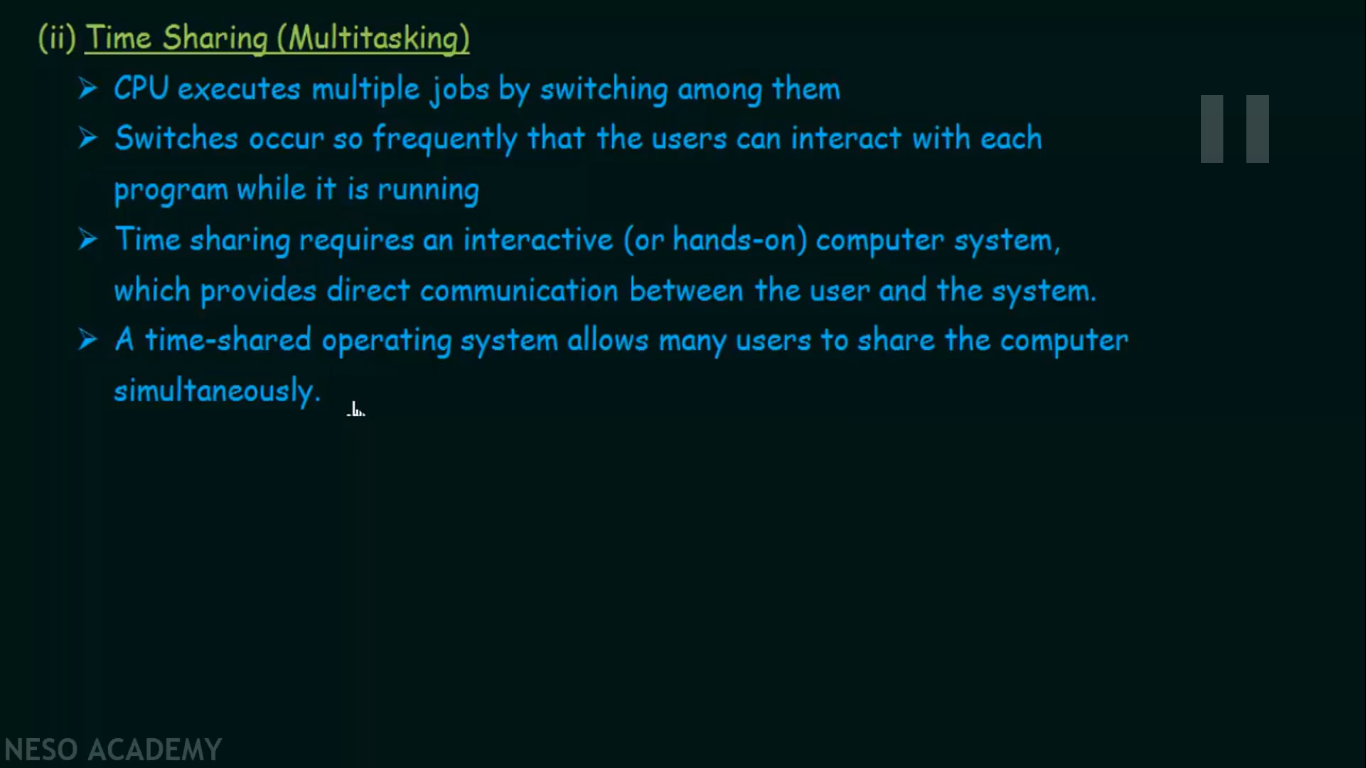 (ii) Time Sharing (Multitasking)
➢ CPU executes multiple jobs by switching among them
➢ Switches occur so frequently that the users can interact with each
program while it is running
➢ Time sharing requires an interactive (or hands-on) computer system,
which provides direct communication between the user and the system.
➢ A time-shared operating system allows many users to share the computer
simultaneously.
NESO ACADEMY